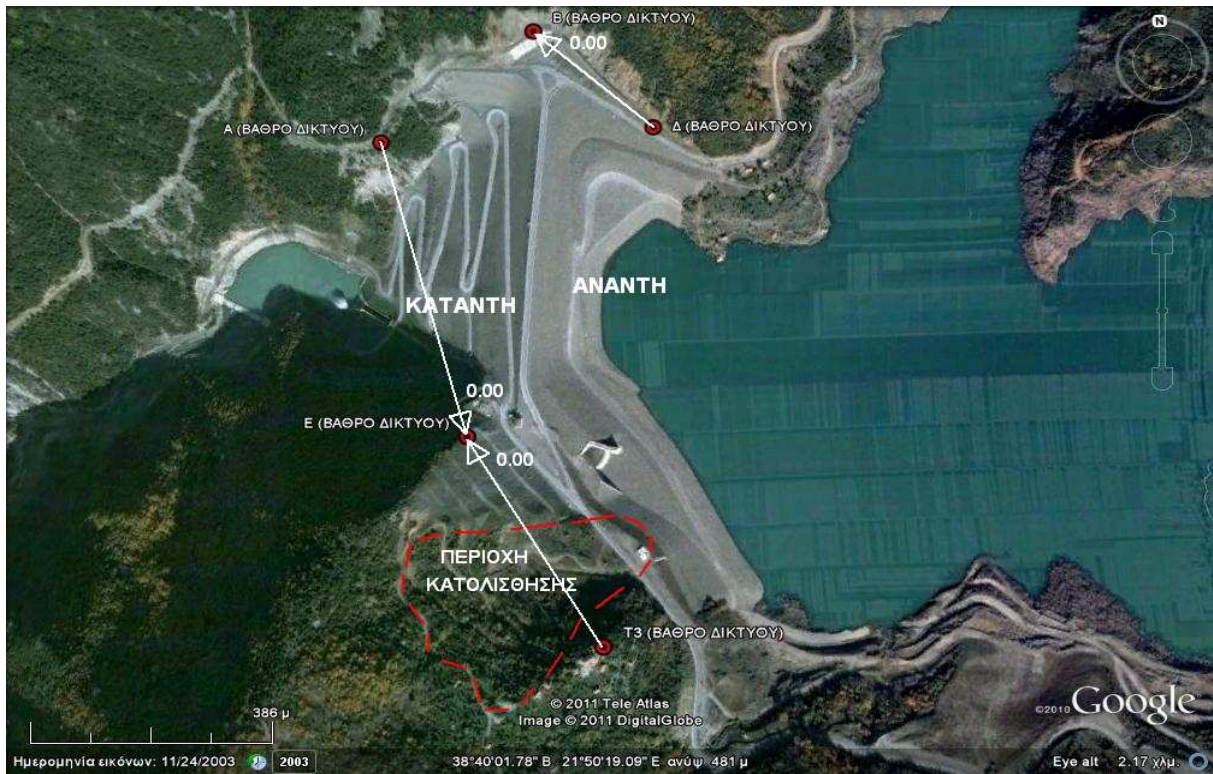 Β (ΒΑΘΡΟ ΔΙΚΤΥΟΥ)
0.00
N
Α (ΒΑΘΡΟ ΔΙΚΤΥΟΥ)
Δ (ΒΑΘΡΟ ΔΙΚΤΥΟΥ)
ΑΝΑΝΤΗ
ΚΑΤΑΝΤΗ
0.00
Ε (ΒΑΘΡΟ ΔΙΚΤΥΟΥ)
0.00
ΠΕΡΙΟΧΗ
ΚΑΤΟΛΙΣΘΗΣΗΣ
Τ3 (ΒΑΘΡΟ ΔΙΚΤΥΟΥ)
© 2011 Tele Atlas
Image © 2011 DigitalGlobe
©2010 Google
386 μ
Ημερομηνία εικόνων: 11/24/2003 2003 38°40'01.78" Β 21°50'19.09" Ε ανύψ 481 μ Eye alt 2.17 χλμ.